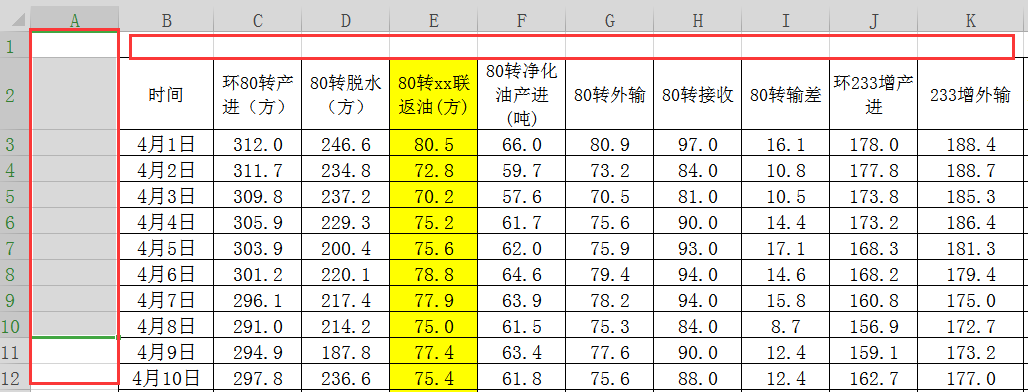 A B C D E F G H I J K
1
2 时间 环80转产进（方） 80转脱水（方） 80转xx联返油(方) 80转净化油产进(吨) 80转外输 80转接收 80转输差 环233增产进 233增外输
3 4月1日 312.0 246.6 80.5 66.0 80.9 97.0 16.1 178.0 188.4
4 4月2日 311.7 234.8 72.8 59.7 73.2 84.0 10.8 177.8 188.7
5 4月3日 309.8 237.2 70.2 57.6 70.5 81.0 10.5 173.8 185.3
6 4月4日 305.9 229.3 75.2 61.7 75.6 90.0 14.4 173.2 186.4
7 4月5日 303.9 200.4 75.6 62.0 75.9 93.0 17.1 168.3 181.3
8 4月6日 301.2 220.1 78.8 64.6 79.4 94.0 14.6 168.2 179.4
9 4月7日 296.1 217.4 77.9 63.9 78.2 94.0 15.8 160.8 175.0
10 4月8日 291.0 214.2 75.0 61.5 75.3 84.0 8.7 156.9 172.7
11 4月9日 294.9 187.8 77.4 63.4 77.6 90.0 12.4 159.1 173.2
12 4月10日 297.8 236.6 75.4 61.8 75.6 88.0 12.4 162.7 177.0